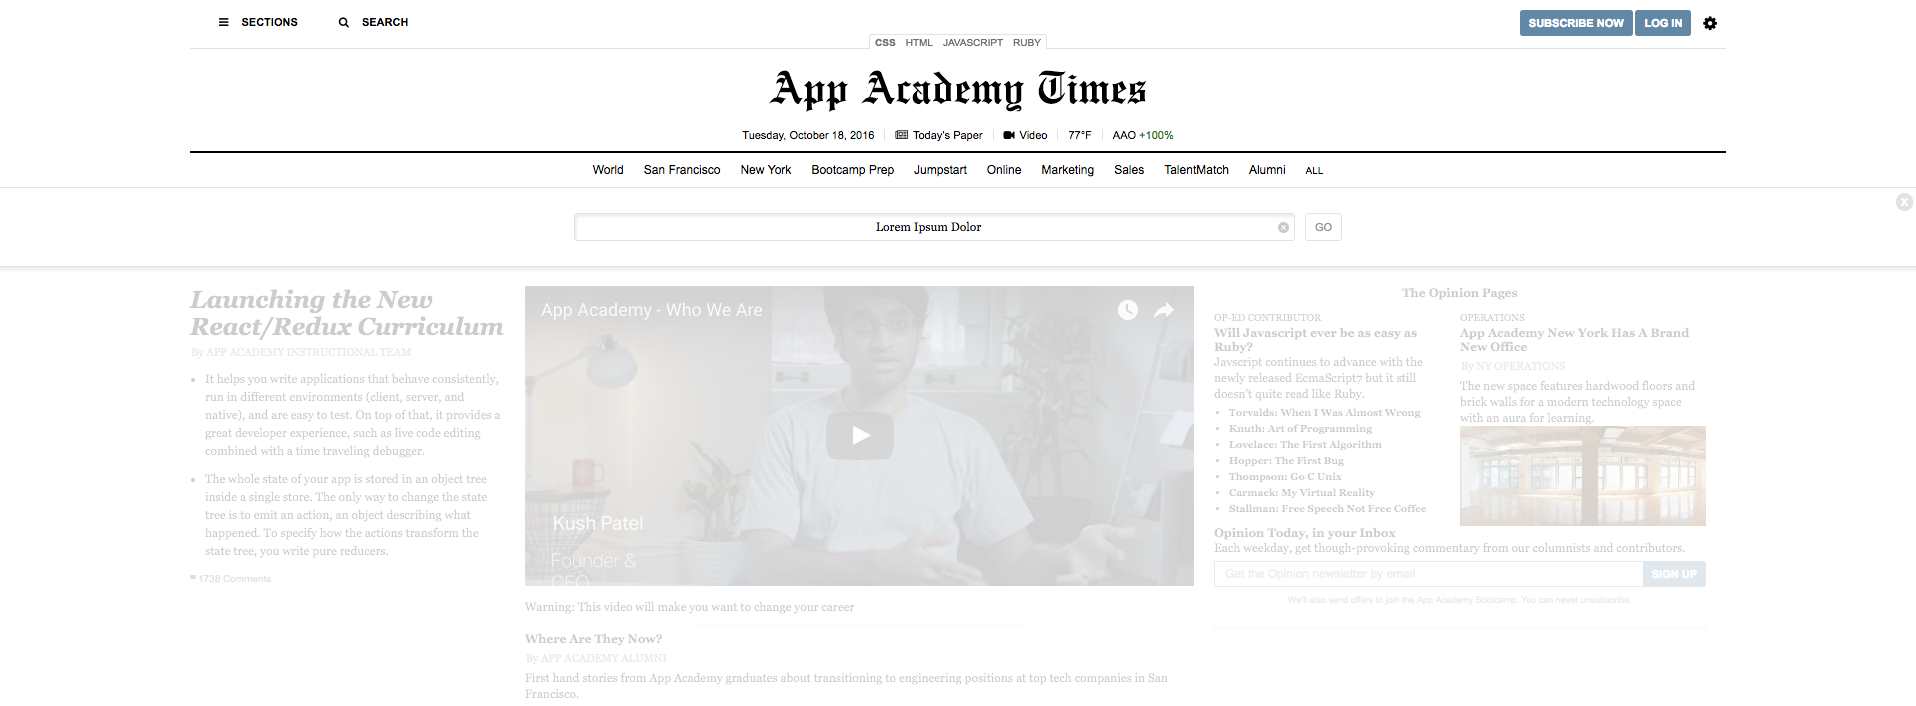 SECTIONS SEARCH SUBSCRIBE NOW LOG IN
CSS HTML JAVASCRIPT RUBY
App Academy Times
Tuesday, October 18, 2016 Today's Paper Video 77°F AAO +100%
World San Francisco New York Bootcamp Prep Jumpstart Online Marketing Sales TalentMatch Alumni ALL
X
Lorem Ipsum Dolor GO
Launching the New
React/Redux Curriculum
By APP ACADEMY INSTRUCTIONAL TEAM
It helps you write applications that behave consistently,
run in different environments (client, server, and
native), and are easy to test. On top of that, it provides a
great developer experience, such as live code editing
combined with a time traveling debugger.
The whole state of your app is stored in an object tree
inside a single store. The only way to change the state
tree is to emit an action, an object describing what
happened. To specify how the actions transform the
state tree, you write pure reducers.
1738 Comments
App Academy - Who We Are
Kush Patel
Founder &
CEO
Warning: This video will make you want to change your career
Where Are They Now?
By APP ACADEMY ALUMNI
First hand stories from App Academy graduates about transitioning to engineering positions at top tech companies in San
Francisco.
The Opinion Pages
OP-ED CONTRIBUTOR
Will Javascript ever be as easy as
Ruby?
Javscript continues to advance with the
newly released EcmaScript7 but it still
doesn't quite read like Ruby.
Torvalds: When I Was Almost Wrong
Knuth: Art of Programming
Lovelace: The First Algorithm
Hopper: The First Bug
Thompson: Go C Unix
Carmack: My Virtual Reality
Stallman: Free Speech Not Free Coffee
OPERATIONS
App Academy New York Has A Brand
New Office
By NY OPERATIONS
The new space features hardwood floors and
brick walls for a modern technology space
with an aura for learning.
Opinion Today, in your Inbox
Each weekday, get though-provoking commentary from our columnists and contributors.
Get the Opinion newsletter by email SIGN UP
We'll also send offers to join the App Academy Bootcamp. You can never unsubscribe.